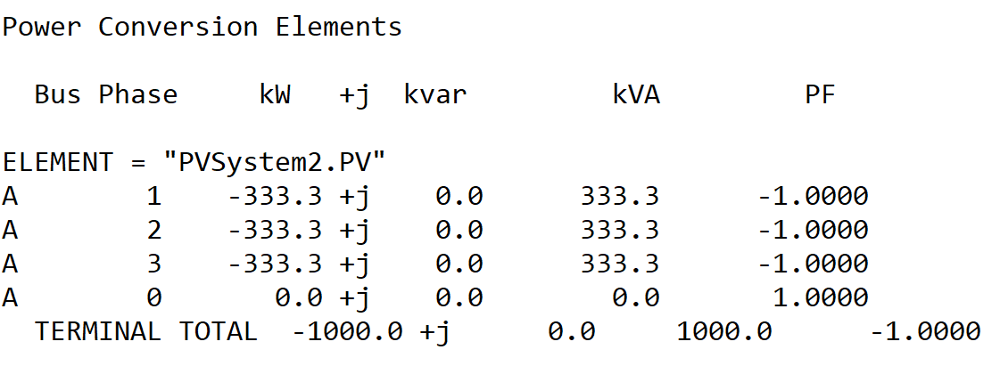 Power Conversion Elements
Bus Phase kW +j kvar kVA PF
ELEMENT = "PVSystem2.PV"
A 1 -333.3 +j 0.0 333.3 -1.0000
A 2 -333.3 +j 0.0 333.3 -1.0000
A 3 -333.3 +j 0.0 333.3 -1.0000
A 0 0.0 +j 0.0 0.0 1.0000
TERMINAL TOTAL -1000.0 +j 0.0 1000.0 -1.0000